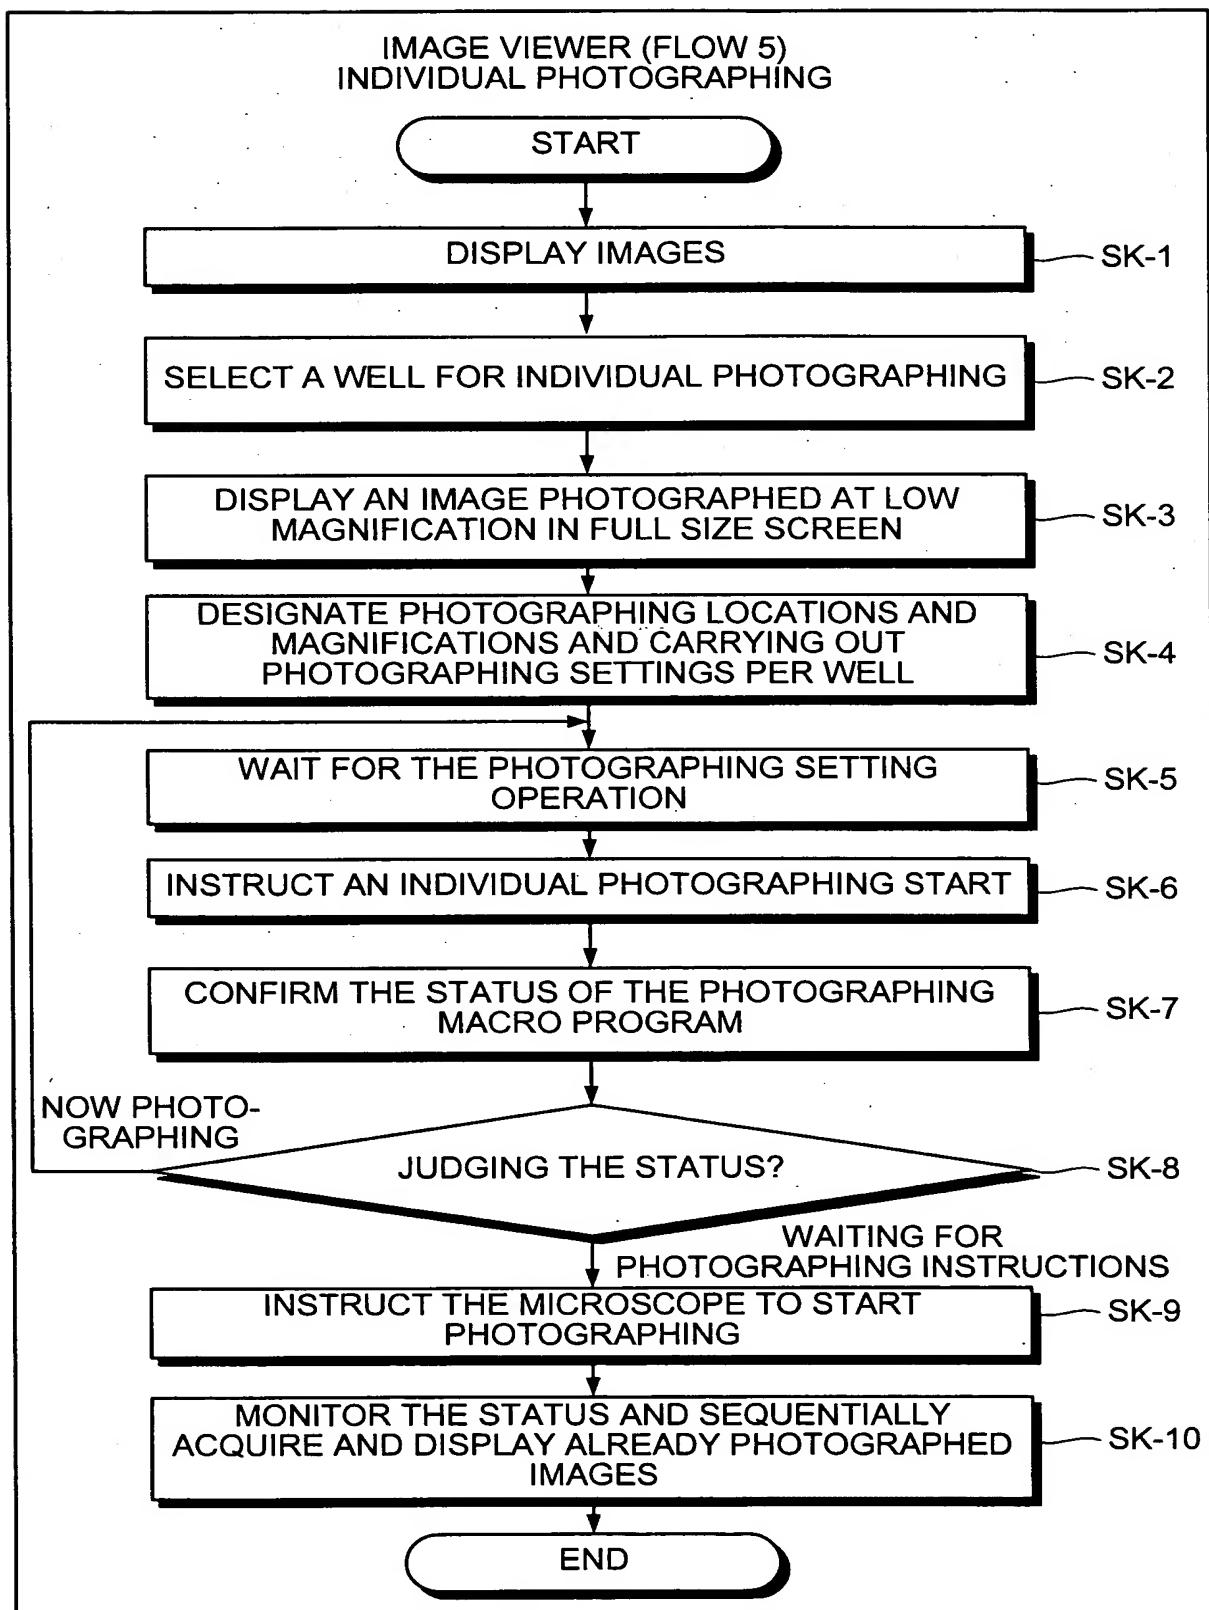 IMAGE VIEWER (FLOW 5)
INDIVIDUAL PHOTOGRAPHING
START
DISPLAY IMAGES
SK-1
SELECT A WELL FOR INDIVIDUAL PHOTOGRAPHING
SK-2
DISPLAY AN IMAGE PHOTOGRAPHED AT LOW
MAGNIFICATION IN FULL SIZE SCREEN
SK-3
DESIGNATE PHOTOGRAPHING LOCATIONS AND
MAGNIFICATIONS AND CARRYING OUT
PHOTOGRAPHING SETTINGS PER WELL
SK-4
WAIT FOR THE PHOTOGRAPHING SETTING
OPERATION
SK-5
INSTRUCT AN INDIVIDUAL PHOTOGRAPHING START
SK-6
CONFIRM THE STATUS OF THE PHOTOGRAPHING
MACRO PROGRAM
SK-7
NOW PHOTO-
GRAPHING
JUDGING THE STATUS?
SK-8
WAITING FOR
PHOTOGRAPHING INSTRUCTIONS
INSTRUCT THE MICROSCOPE TO START
PHOTOGRAPHING
SK-9
MONITOR THE STATUS AND SEQUENTIALLY
ACQUIRE AND DISPLAY ALREADY PHOTOGRAPHED
IMAGES
SK-10
END